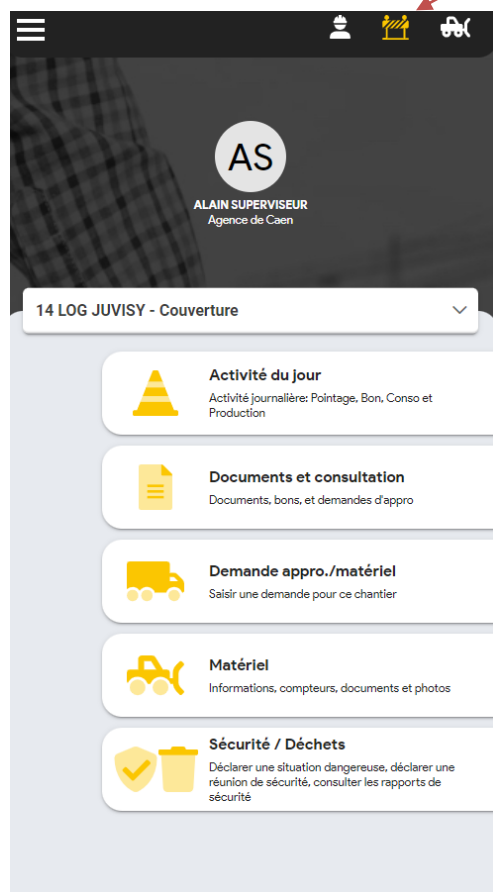 AS
ALAIN SUPERVISEUR
Agence de Caen
14 LOG JUVISY - Couverture
Activité du jour
Activité journalière: Pointage, Bon, Conso et
Production
Documents et consultation
Documents, bons, et demandes d'appro
Demande appro./matériel
Saisir une demande pour ce chantier
Matériel
Informations, compteurs, documents et photos
Sécurité / Déchets
Déclarer une situation dangereuse, déclarer une
réunion de sécurité, consulter les rapports de
sécurité